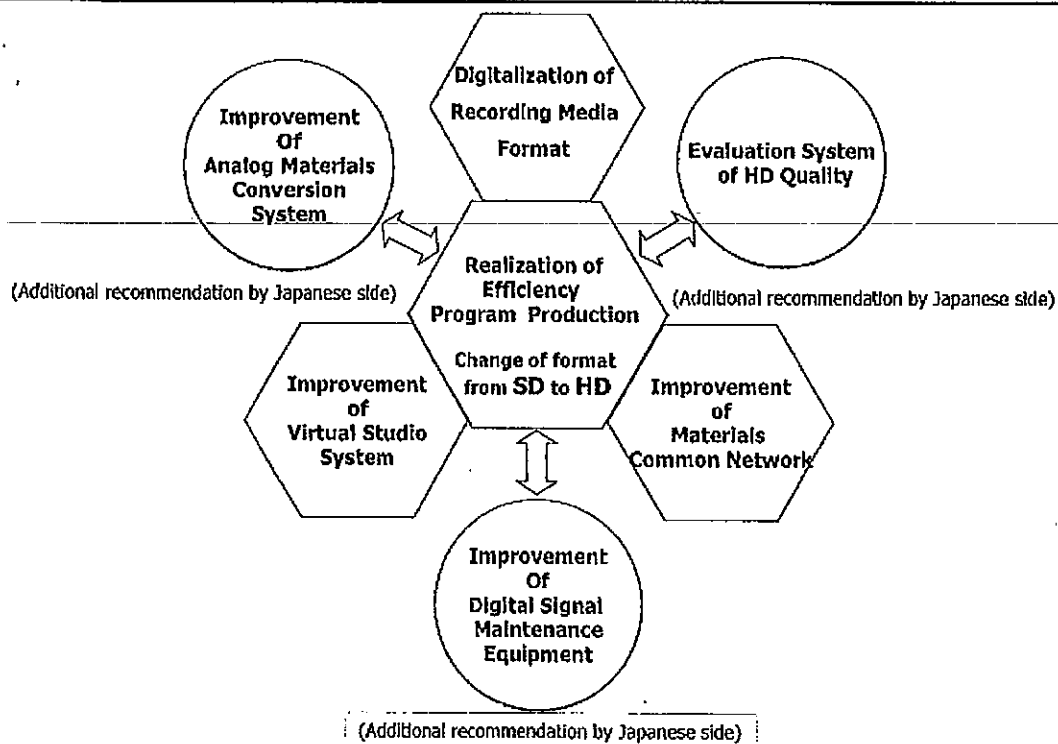 Digitalization of
Recording Media
Format
Improvement
Of
Analog Materials
Conversion
System
Evaluation System
of HD Quality
(Additional recommendation by Japanese side)
Realization of
Efficiency
Program Production
Change of format
from SD to HD
(Additional recommendation by Japanese side)
Improvement
of
Virtual Studio
System
Improvement
of
Materials
Common Network
Improvement
Of
Digital Signal
Maintenance
Equipment
(Additional recommendation by Japanese side)